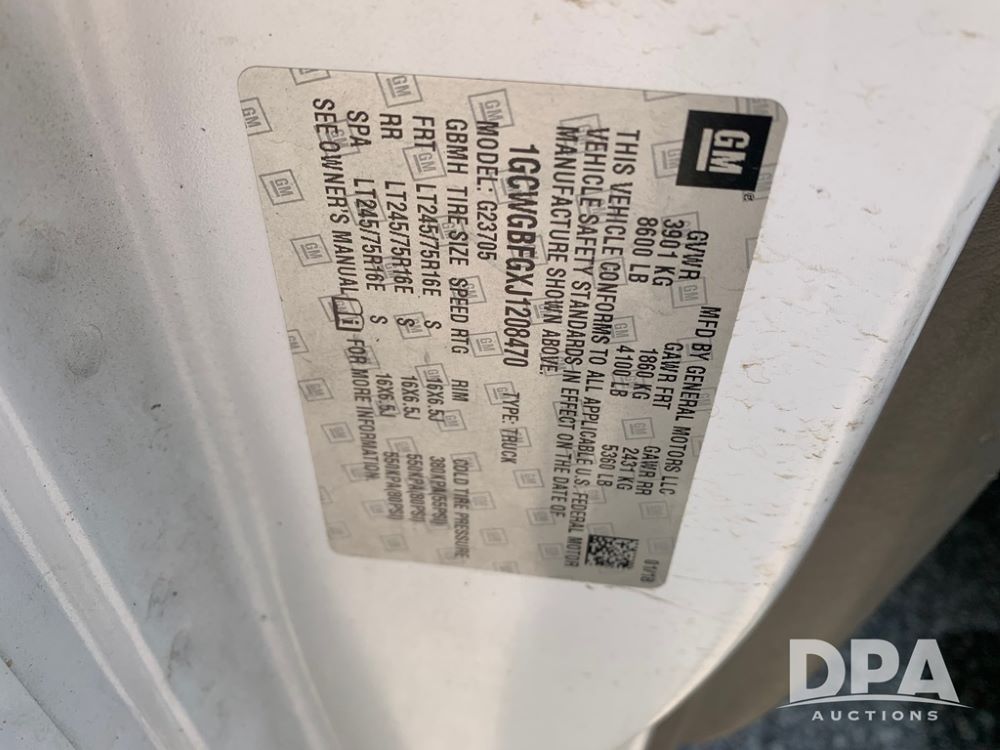 GM
MFD BY GENERAL MOTORS LLC 01/18
GVWR GAWR FRT GAWR RR
3901 KG 1860 KG 2431 KG
8600 LB 4100 LB 5360 LB
THIS VEHICLE CONFORMS TO ALL APPLICABLE U.S. FEDERAL MOTOR
VEHICLE SAFETY STANDARDS IN EFFECT ON THE DATE OF
MANUFACTURE SHOWN ABOVE.
1GCWGBFGXJ1208470 TYPE: TRUCK
MODEL: G23705
GBMH TIRE SIZE SPEED RTG RIM COLD TIRE PRESSURE
FRT LT245/75R16E S 16X6.5J 380KPA(55PSI)
RR LT245/75R16E S 16X6.5J 550KPA(80PSI)
SPA LT245/75R16E S 16X6.5J 550KPA(80PSI)
SEE OWNER'S MANUAL FOR MORE INFORMATION.
DPA
AUCTIONS